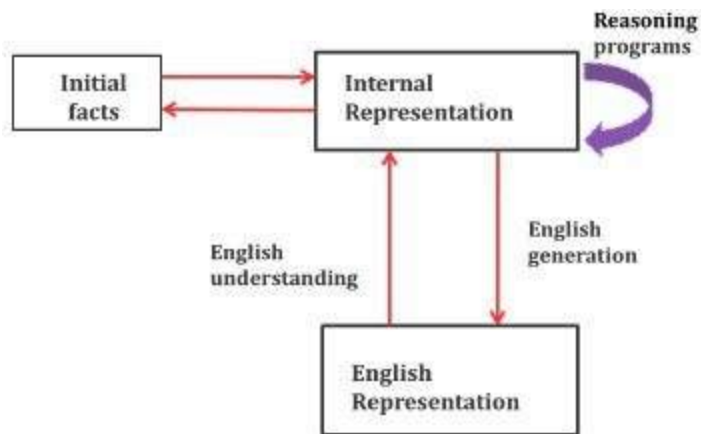 Reasoning
programs
Initial
facts
Internal
Representation
English
understanding
English
generation
English
Representation